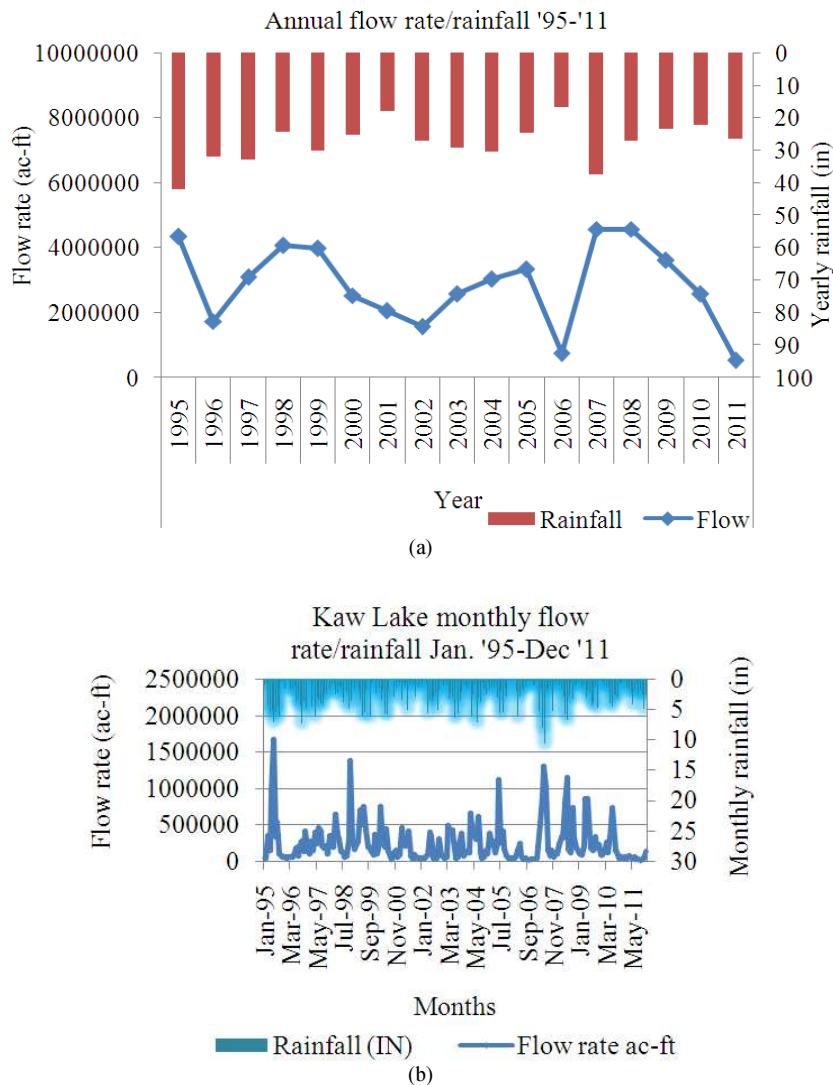 Annual flow rate/rainfall '95-'11
Flow rate (ac-ft)
10000000
8000000
6000000
4000000
2000000
0
0
10
20
30
40
50
60
70
80
90
100
Yearly rainfall (in)
1995
1996
1997
1998
1999
2000
2001
2002
2003
2004
2005
2006
2007
2008
2009
2010
2011
Year
Rainfall
Flow
(a)
Kaw Lake monthly flow
rate/rainfall Jan. '95-Dec '11
Flow rate (ac-ft)
2500000
2000000
1500000
1000000
500000
0
0
5
10
15
20
25
30
Monthly rainfall (in)
Jan-95
Mar-96
May-97
Jul-98
Sep-99
Nov-00
Jan-02
Mar-03
May-04
Jul-05
Sep-06
Nov-07
Jan-09
Mar-10
May-11
Months
Rainfall (IN)
Flow rate ac-ft
(b)